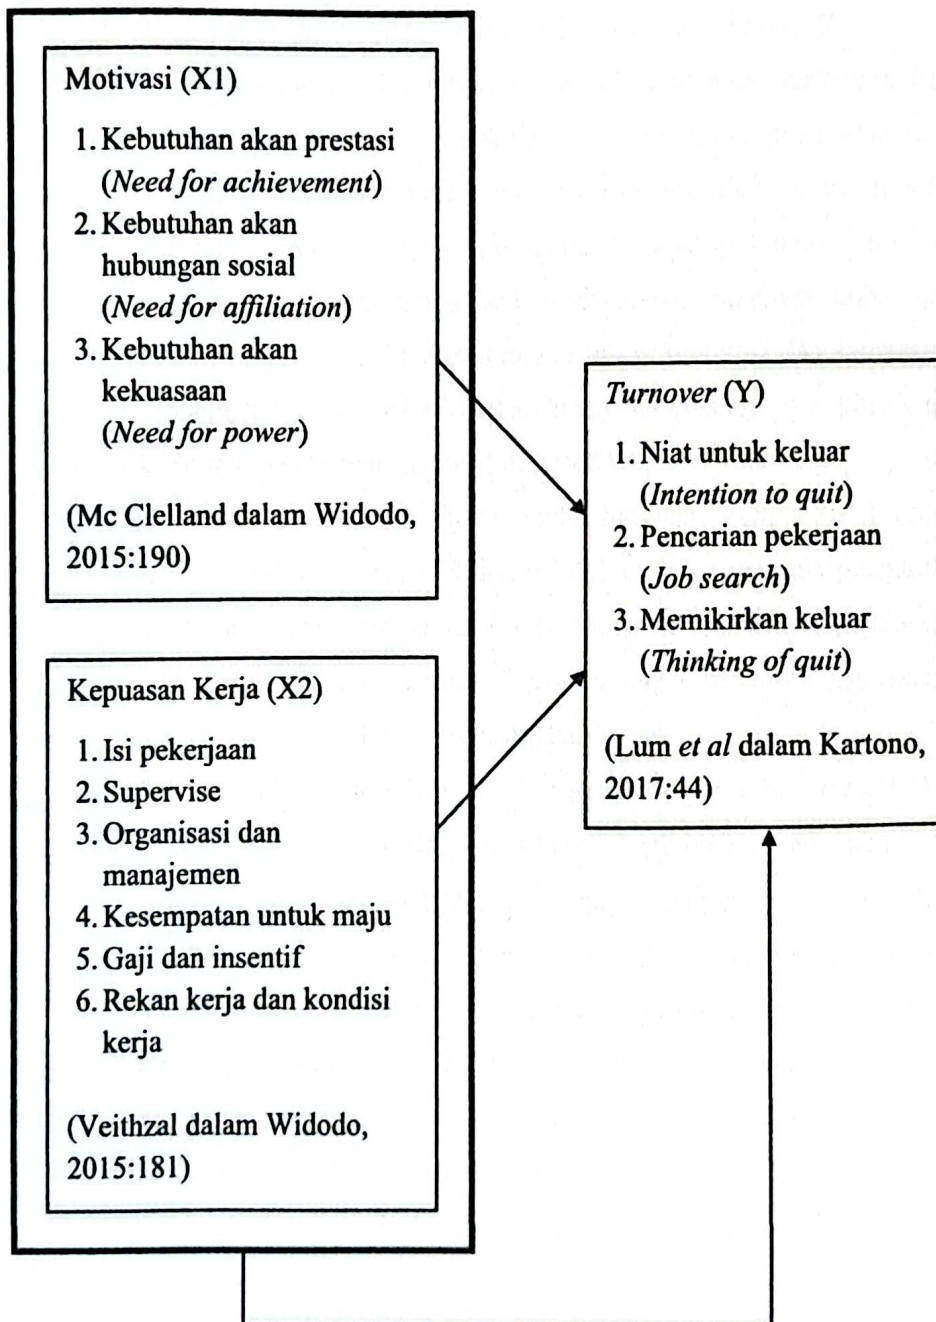 Motivasi (X1)
1. Kebutuhan akan prestasi
(Need for achievement)
2. Kebutuhan akan
hubungan sosial
(Need for affiliation)
3. Kebutuhan akan
kekuasaan
(Need for power)
(Mc Clelland dalam Widodo,
2015:190)
Kepuasan Kerja (X2)
1. Isi pekerjaan
2. Supervise
3. Organisasi dan
manajemen
4. Kesempatan untuk maju
5. Gaji dan insentif
6. Rekan kerja dan kondisi
kerja
(Veithzal dalam Widodo,
2015:181)
Turnover (Y)
1. Niat untuk keluar
(Intention to quit)
2. Pencarian pekerjaan
(Job search)
3. Memikirkan keluar
(Thinking of quit)
(Lum et al dalam Kartono,
2017:44)